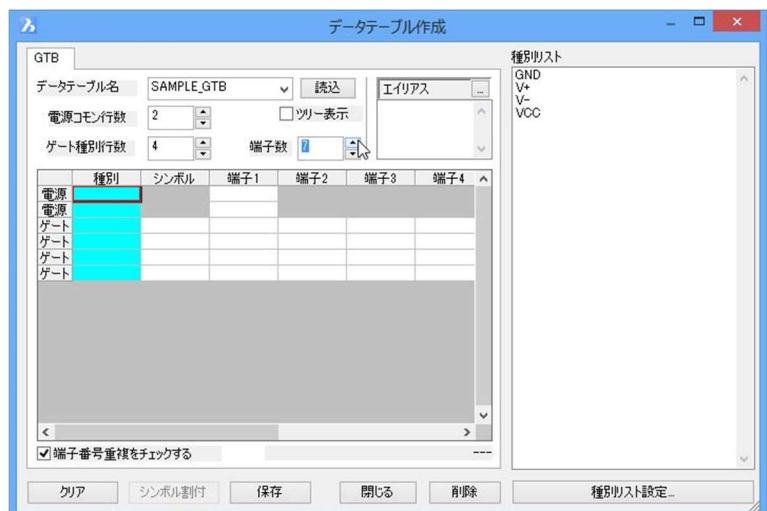 データテーブル作成
GTB
データテーブル名 SAMPLE_GTB 読込 エイリアス ...
電源コモン行数 2 ツリー表示
ゲート種別行数 4 端子数 7
種別 シンボル 端子1 端子2 端子3 端子4
電源
電源
ゲート
ゲート
ゲート
ゲート
端子番号重複をチェックする ---
クリア シンボル割付 保存 閉じる 削除
種別リスト
GND
V+
V-
VCC
種別リスト設定...